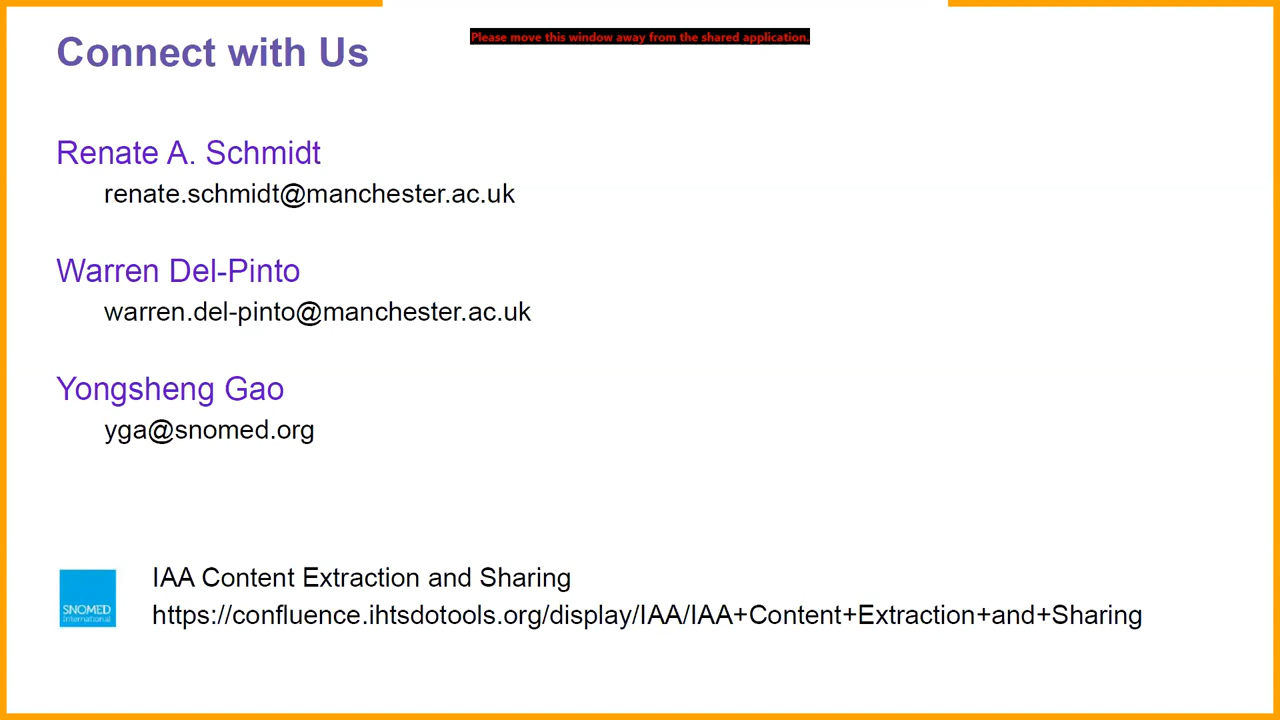 Connect with Us
Please move this window away from the shared application.
Renate A. Schmidt
renate.schmidt@manchester.ac.uk
Warren Del-Pinto
warren.del-pinto@manchester.ac.uk
Yongsheng Gao
yga@snomed.org
IAA Content Extraction and Sharing
SNOMED
International
https://confluence.ihtsdotools.org/display/IAA/IAA+Content+Extraction+and+Sharing